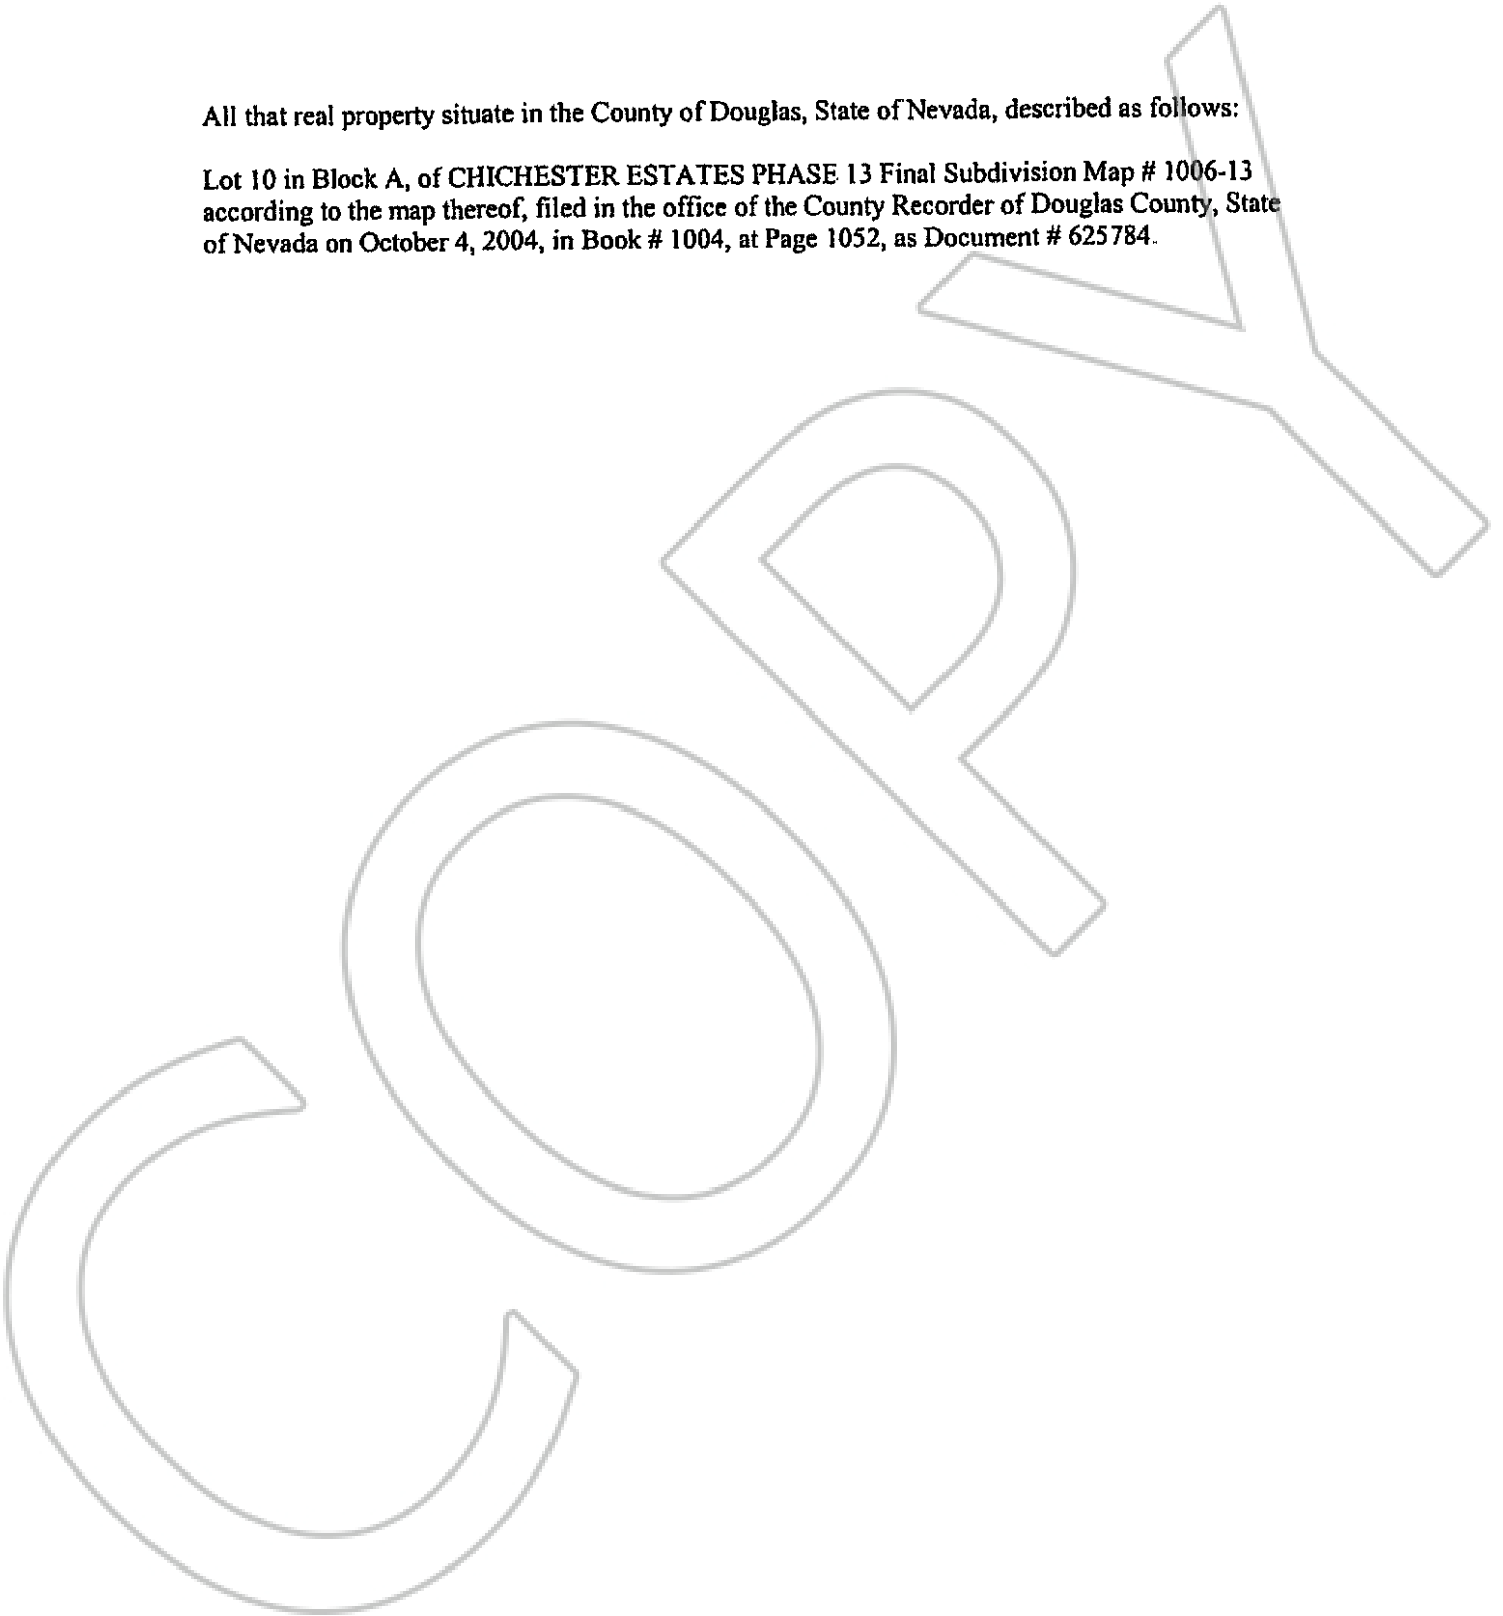 All that real property situate in the County of Douglas, State of Nevada, described as follows:
Lot 10 in Block A, of CHICHESTER ESTATES PHASE 13 Final Subdivision Map # 1006-13
according to the map thereof, filed in the office of the County Recorder of Douglas County, State
of Nevada on October 4, 2004, in Book # 1004, at Page 1052, as Document # 625784.
COPY